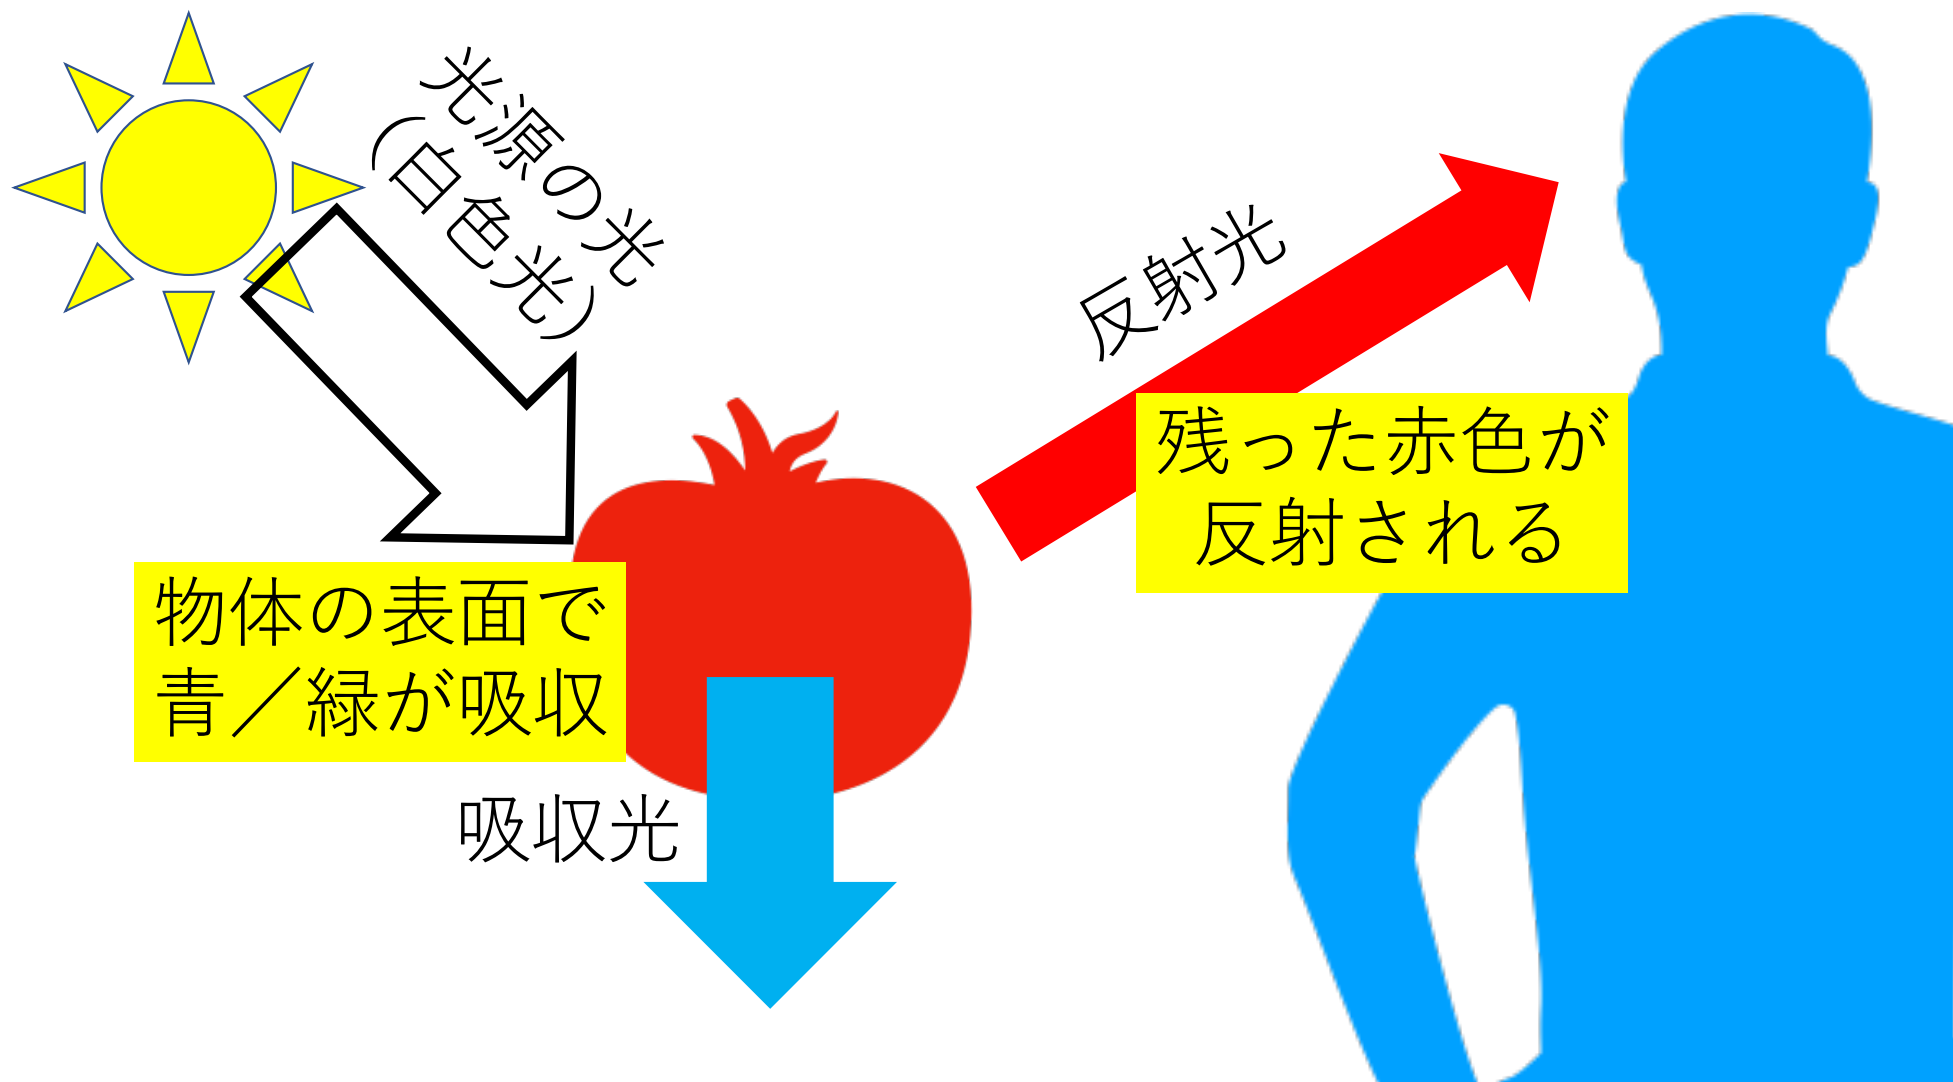 光源の光
(白色光)
反射光
残った赤色が
反射される
物体の表面で
青／緑が吸収
吸収光